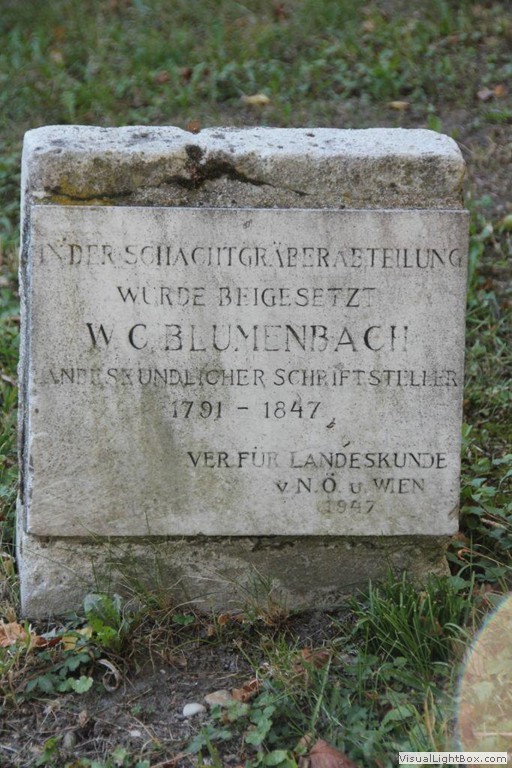 IN DER SCHACHTGRÄBERABTEILUNG
WURDE BEIGESETZT
W. C. BLUMENBACH
LANDESKUNDLICHER SCHRIFTSTELLER
1791 - 1847
VER. FÜR LANDESKUNDE
v. N. Ö. u. WIEN
1947
VisualLightBox.com